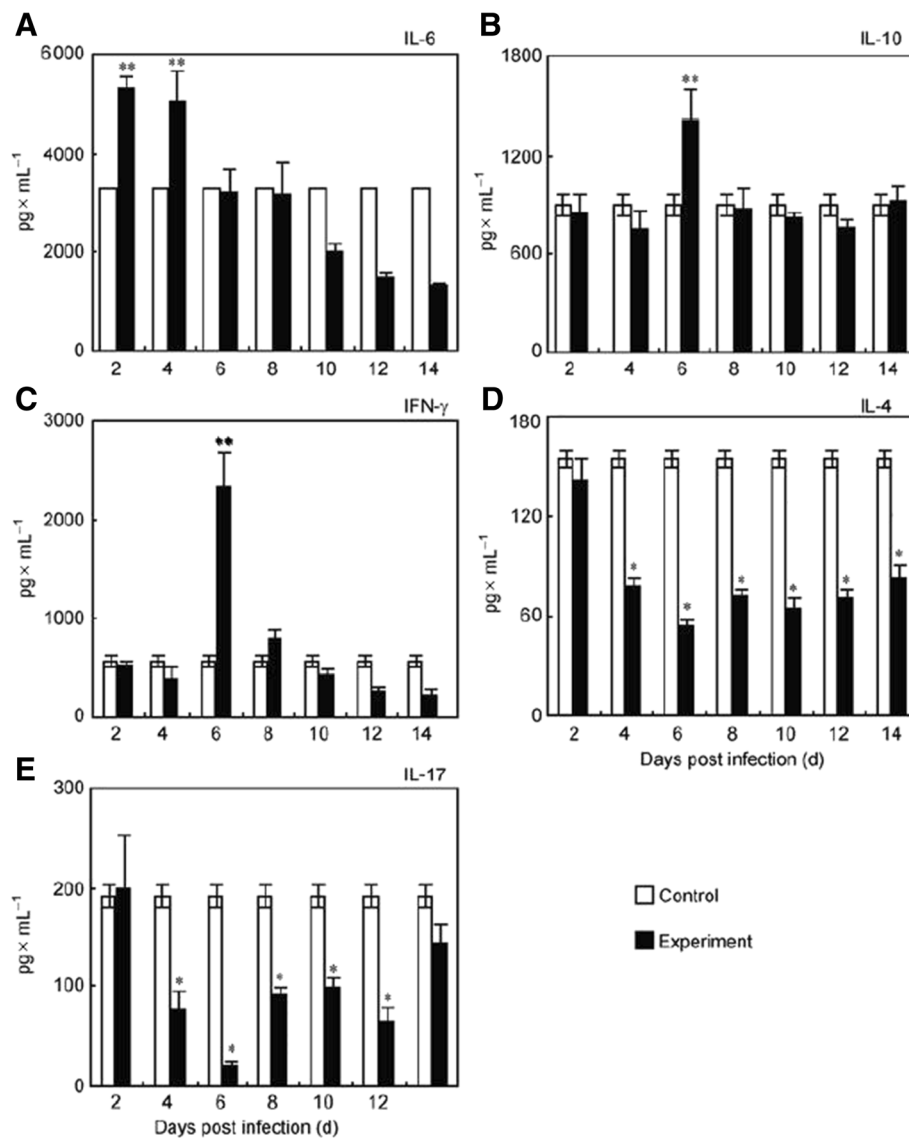 A
IL-6
6000
4000
2000
0
pg× mL⁻¹
** **
2 4 6 8 10 12 14
B
IL-10
1800
1200
600
0
pg× mL⁻¹
**
2 4 6 8 10 12 14
C
IFN-γ
3000
2000
1000
0
pg× mL⁻¹
**
2 4 6 8 10 12 14
D
IL-4
180
120
60
0
pg× mL⁻¹
* * * * * *
2 4 6 8 10 12 14
Days post infection (d)
E
IL-17
300
200
100
0
pg× mL⁻¹
* * * * *
2 4 6 8 10 12
Days post infection (d)
Control
Experiment